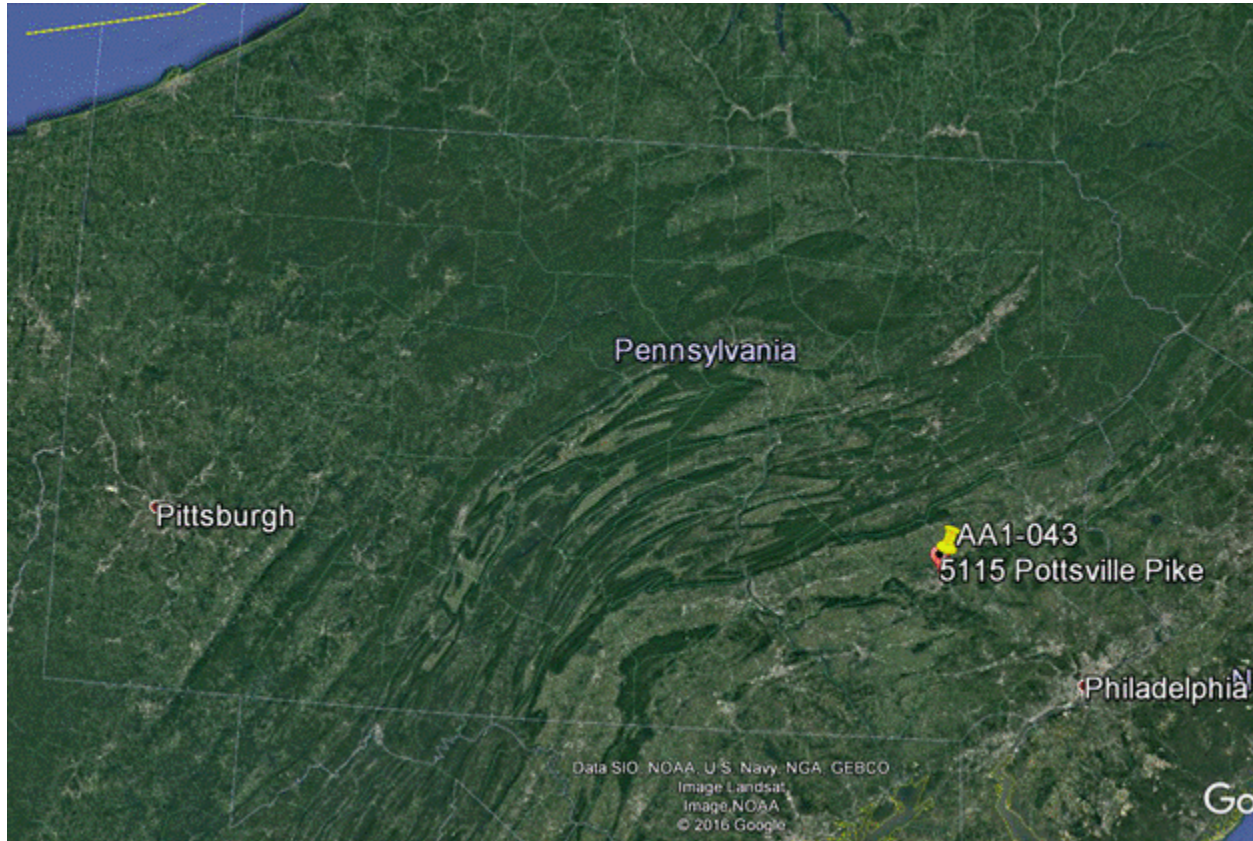 Pennsylvania
Pittsburgh
AA1-043
5115 Pottsville Pike
Philadelphia
N
Data SIO, NOAA, U.S. Navy, NGA, GEBCO
Image Landsat
Image NOAA
© 2016 Google
Go